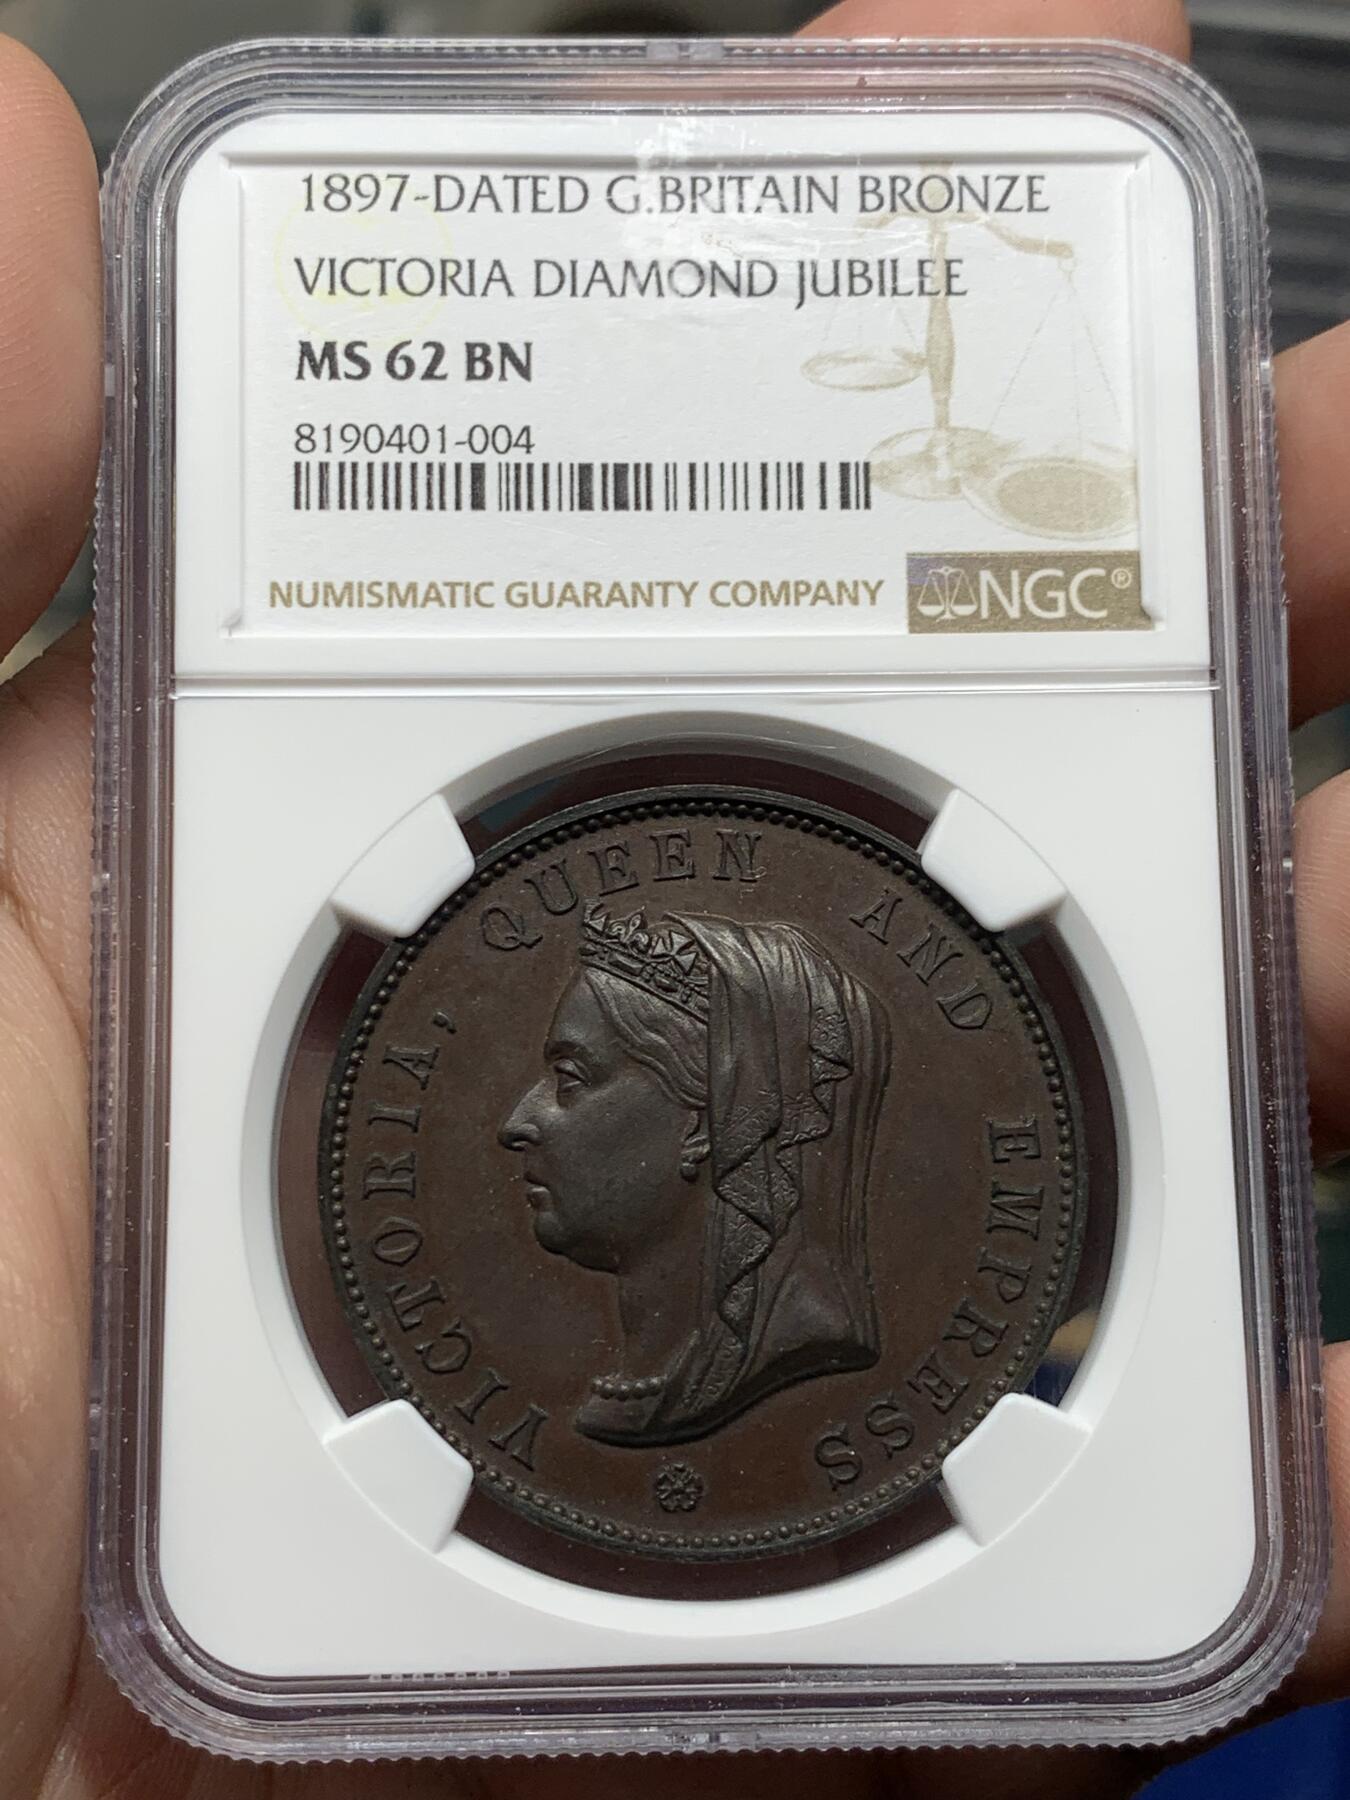 1897-DATED G.BRITAIN BRONZE
VICTORIA DIAMOND JUBILEE
MS 62 BN
8190401-004
NUMISMATIC GUARANTY COMPANY
NGC®
VICTORIA, QUEEN AND EMPRESS